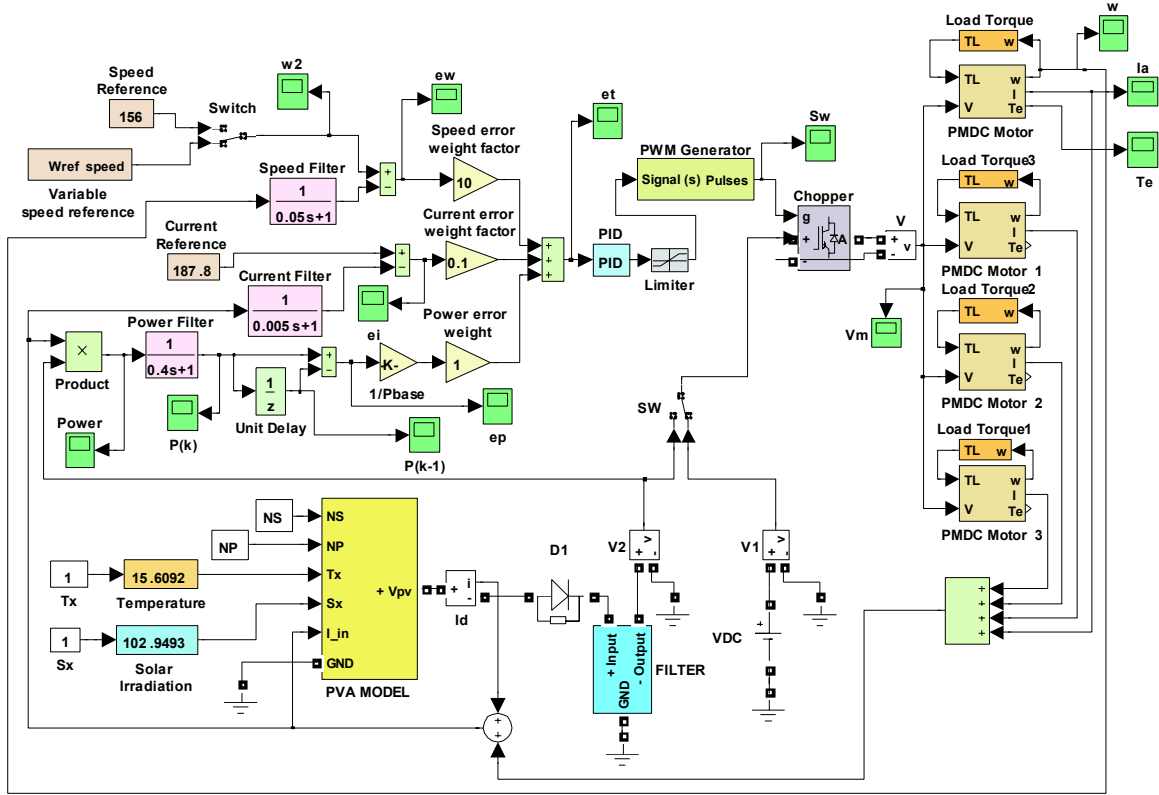 Load Torque
w
TL w
Speed
Reference
w2
ew
et
TL w
V I
Te
Ia
156
Switch
Speed error
weight factor
Sw
PMDC Motor
PWM Generator
Wref speed
Speed Filter
+
−
10
Signal (s) Pulses
Load Torque3
Te
Variable
speed reference
1
0.05s+1
Chopper
TL w
Current
Reference
Current error
weight factor
g
+
-
A
V
+
-
v
TL w
V I
Te
187.8
+
−
0.1
+
+
+
PID
PID
Limiter
PMDC Motor 1
Current Filter
1
0.005s+1
ei
Load Torque2
TL w
Power Filter
Power error
weight
Vm
×
Product
1
0.4s+1
+
−
-K-
1
TL w
V I
Te
1/Pbase
1
z
Unit Delay
SW
PMDC Motor 2
Power
P(k)
ep
P(k-1)
Load Torque1
TL w
TL w
V I
Te
PMDC Motor 3
NS
NS
NP
NP
V2
v
+ -
V1
v
+ -
D1
1
Tx
15.6092
Temperature
Tx
+ Vpv
+ i
-
Id
+
+
+
+
1
Sx
102.9493
Solar
Irradiation
Sx
I_in
GND
PVA MODEL
+ Input
- Output
GND
FILTER
VDC
+
+
+